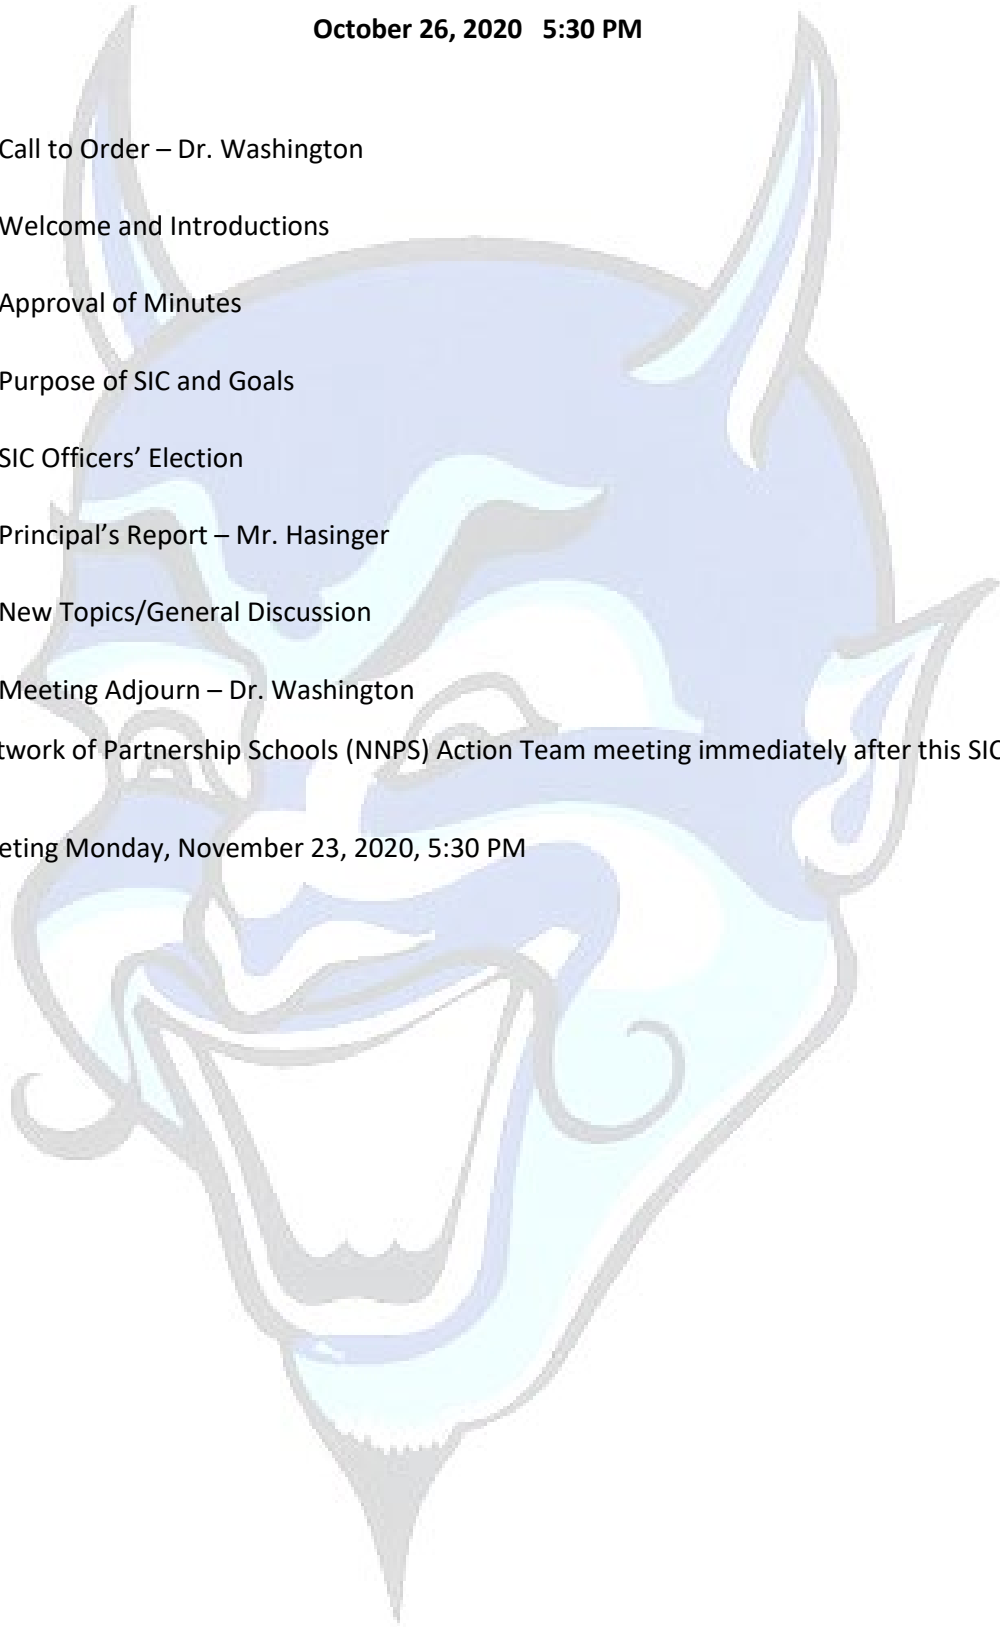 October 26, 2020   5:30 PM
Call to Order – Dr. Washington
Welcome and Introductions
Approval of Minutes
Purpose of SIC and Goals
SIC Officers’ Election
Principal’s Report – Mr. Hasinger
New Topics/General Discussion
Meeting Adjourn – Dr. Washington
twork of Partnership Schools (NNPS) Action Team meeting immediately after this SIC
eting Monday, November 23, 2020, 5:30 PM